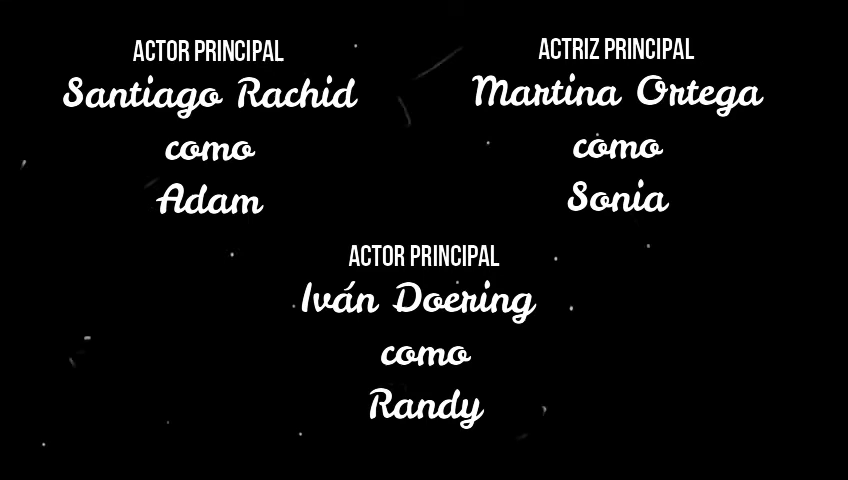 ACTOR PRINCIPAL
Santiago Rachid
como
Adam
ACTRIZ PRINCIPAL
Martina Ortega
como
Sonia
ACTOR PRINCIPAL
Iván Doering
como
Randy